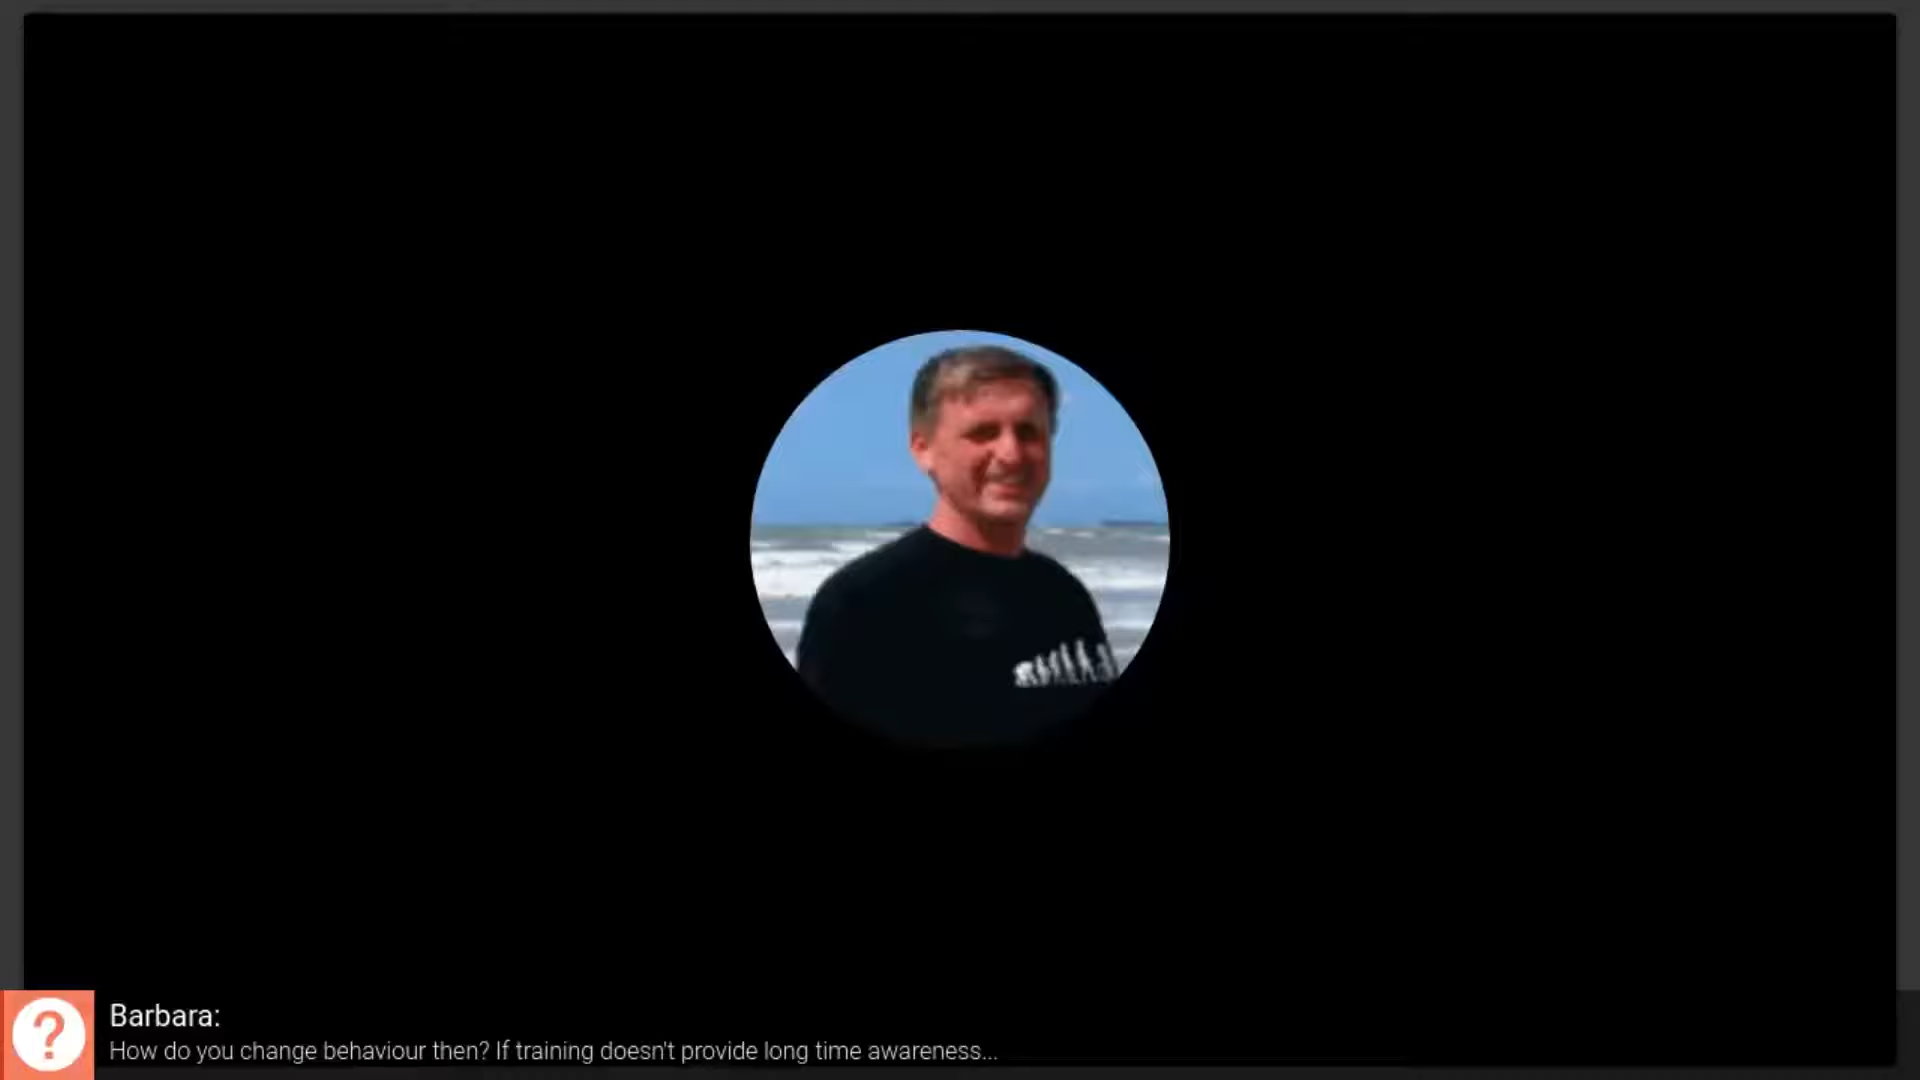 ?
Barbara:
How do you change behaviour then? If training doesn't provide long time awareness...